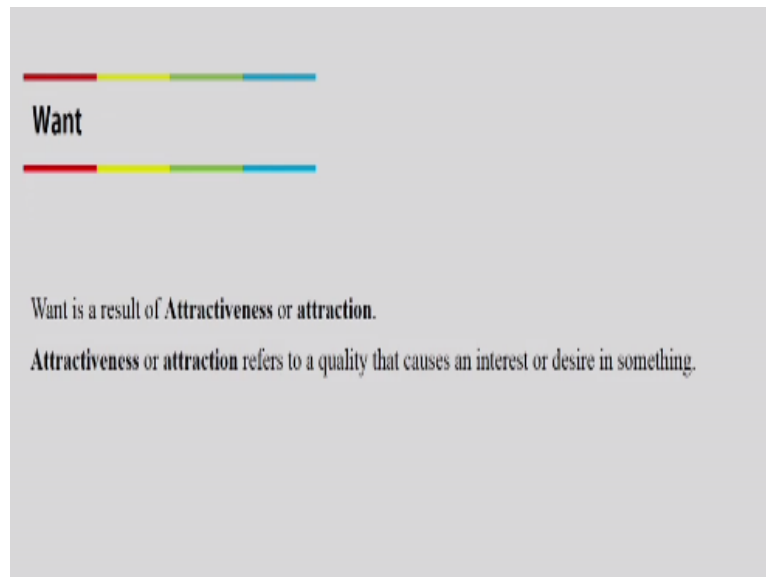 Want
Want is a result of Attractiveness or attraction.
Attractiveness or attraction refers to a quality that causes an interest or desire in something.